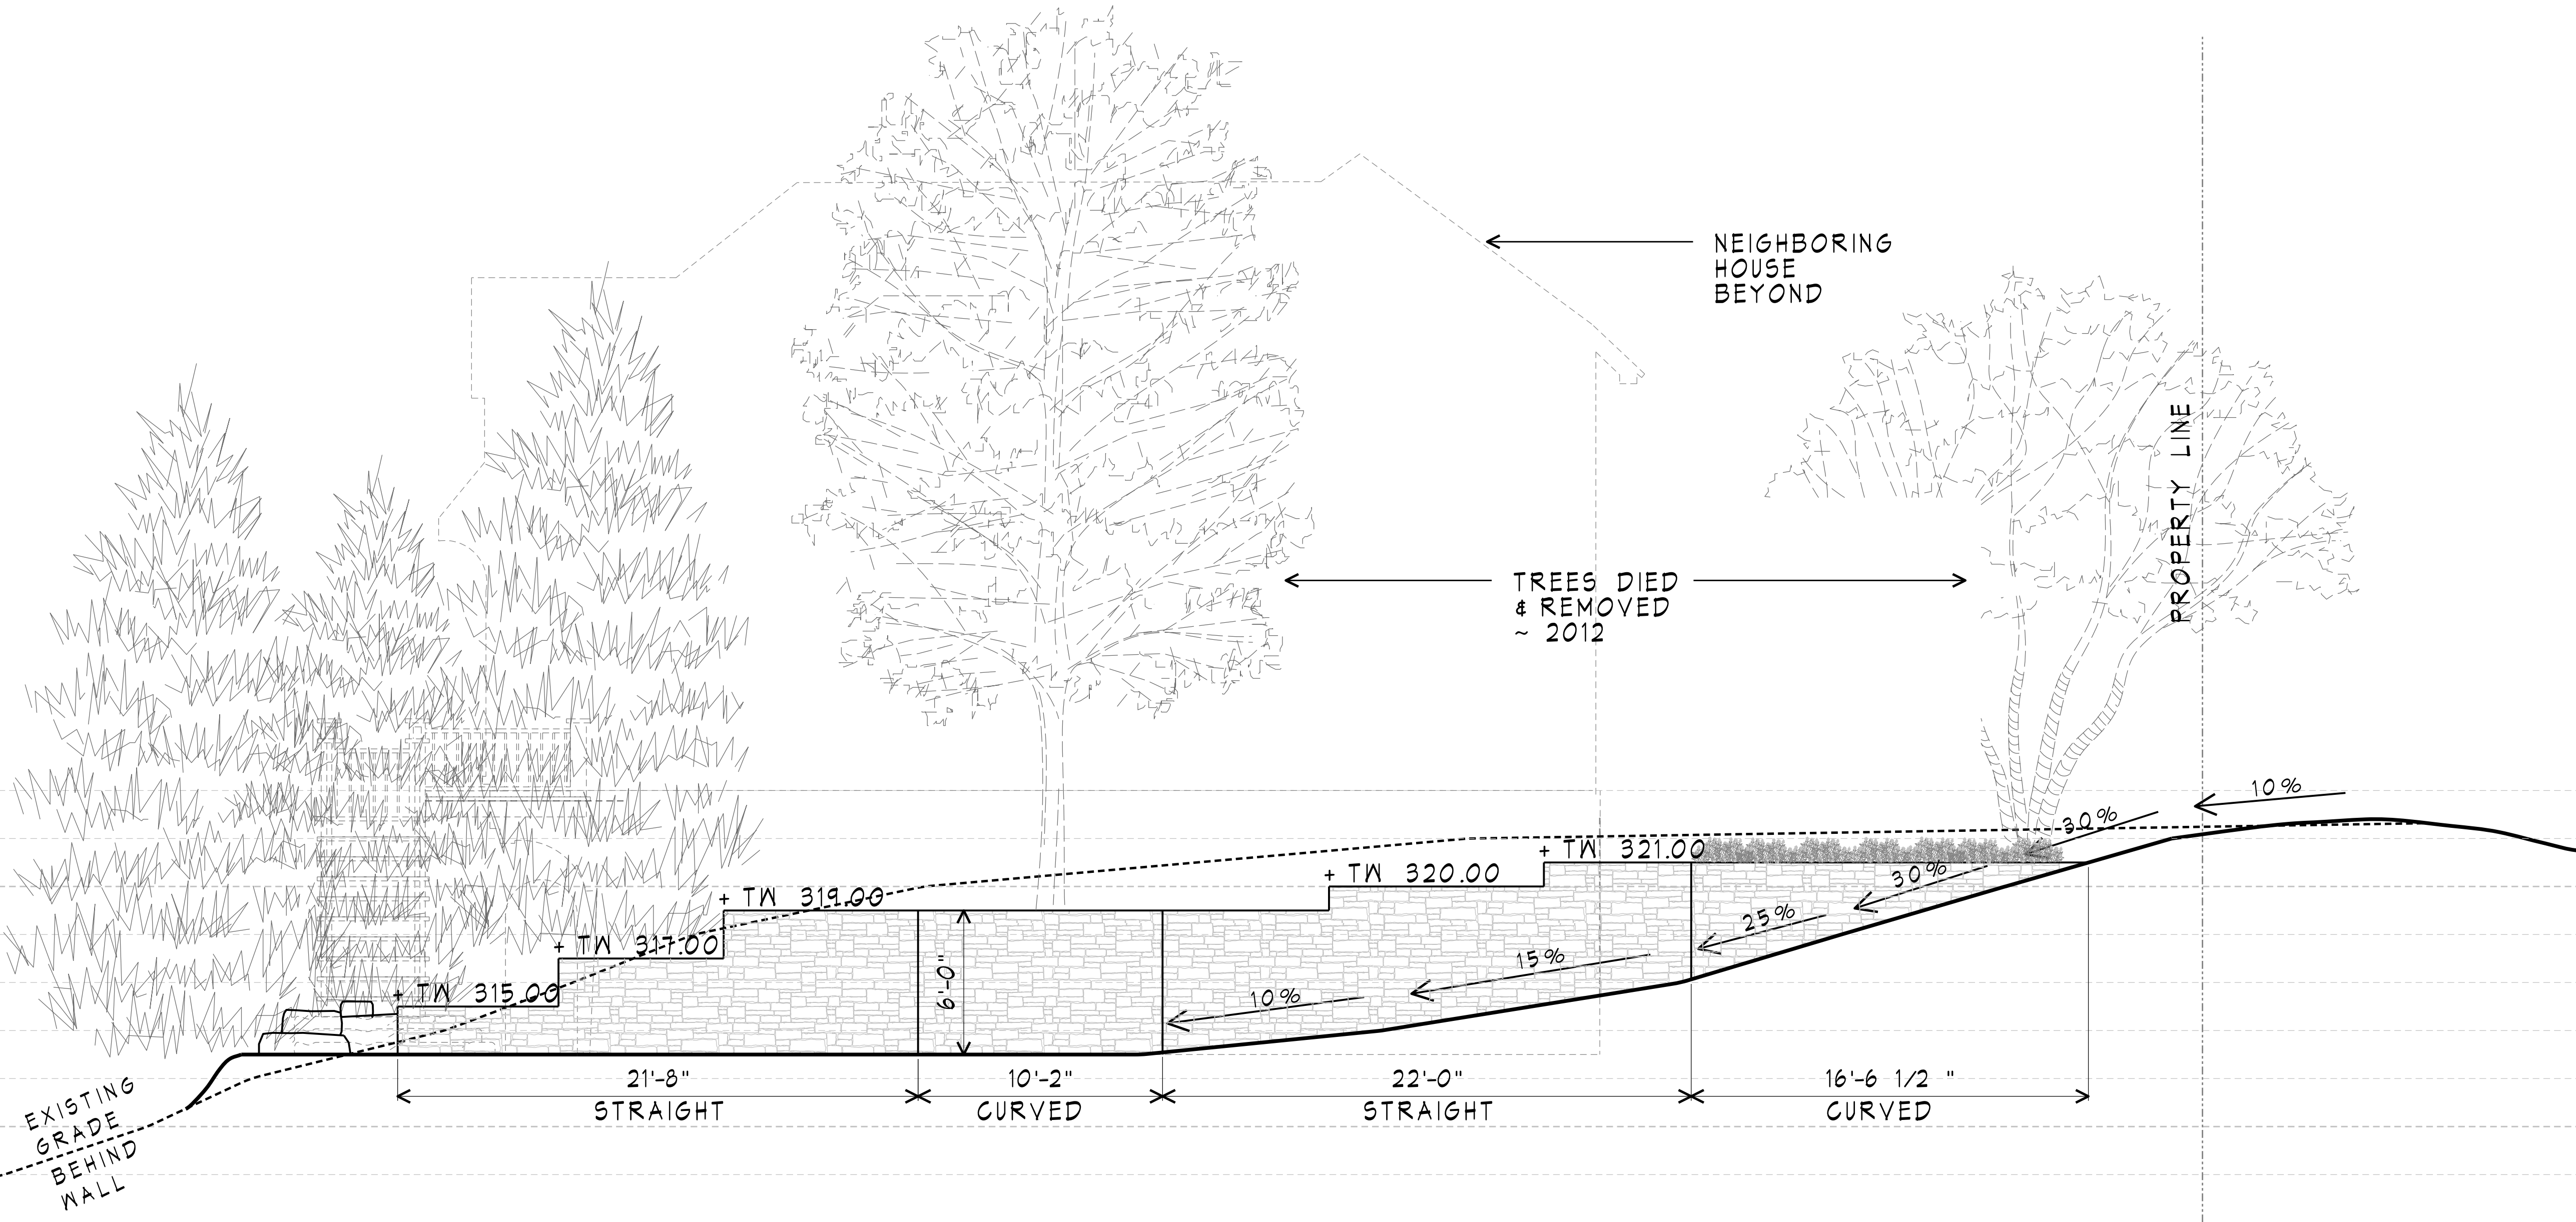 NEIGHBORING
HOUSE
BEYOND
PROPERTY LINE
TREES DIED
& REMOVED
~ 2012
10%
30%
+ TW 321.00
+ TW 320.00
30%
+ TW 319.00
25%
+ TW 317.00
15%
6'-0"
+ TW 315.00
10%
EXISTING
GRADE
BEHIND
WALL
21'-8"
STRAIGHT
10'-2"
CURVED
22'-0"
STRAIGHT
16'-6 1/2 "
CURVED